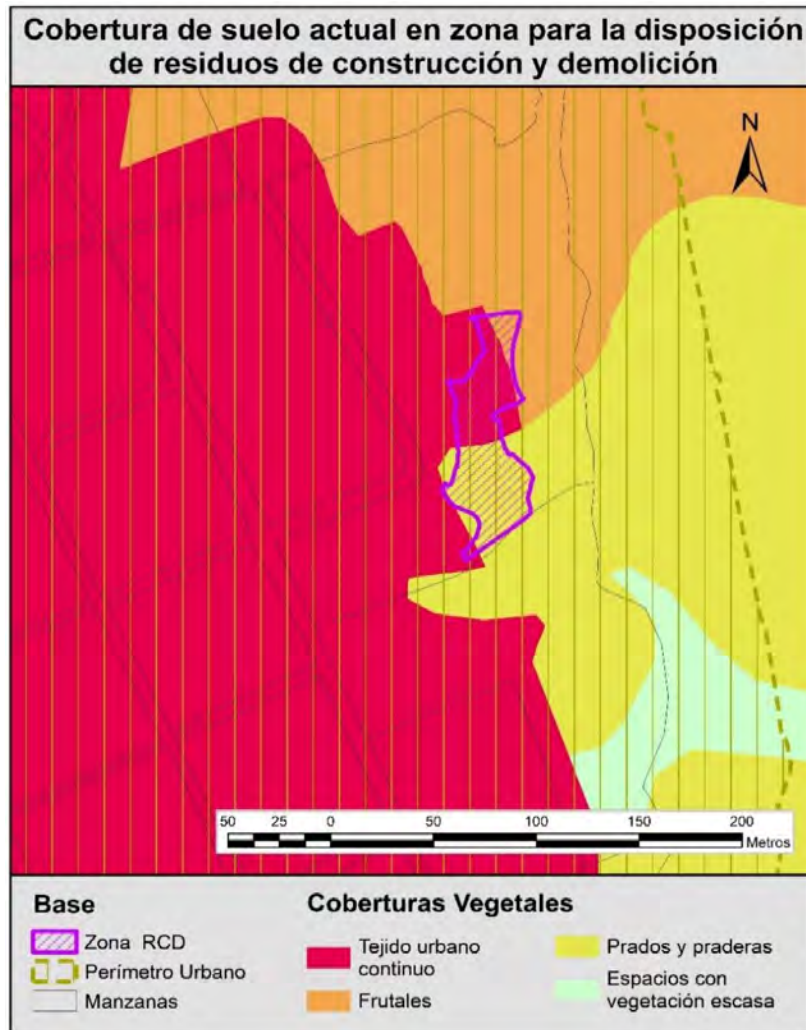 Cobertura de suelo actual en zona para la disposición
de residuos de construcción y demolición
N
50 25 0 50 100 150 200
Metros
Base
Zona RCD
Perímetro Urbano
Manzanas
Coberturas Vegetales
Tejido urbano
continuo
Frutales
Prados y praderas
Espacios con
vegetación escasa